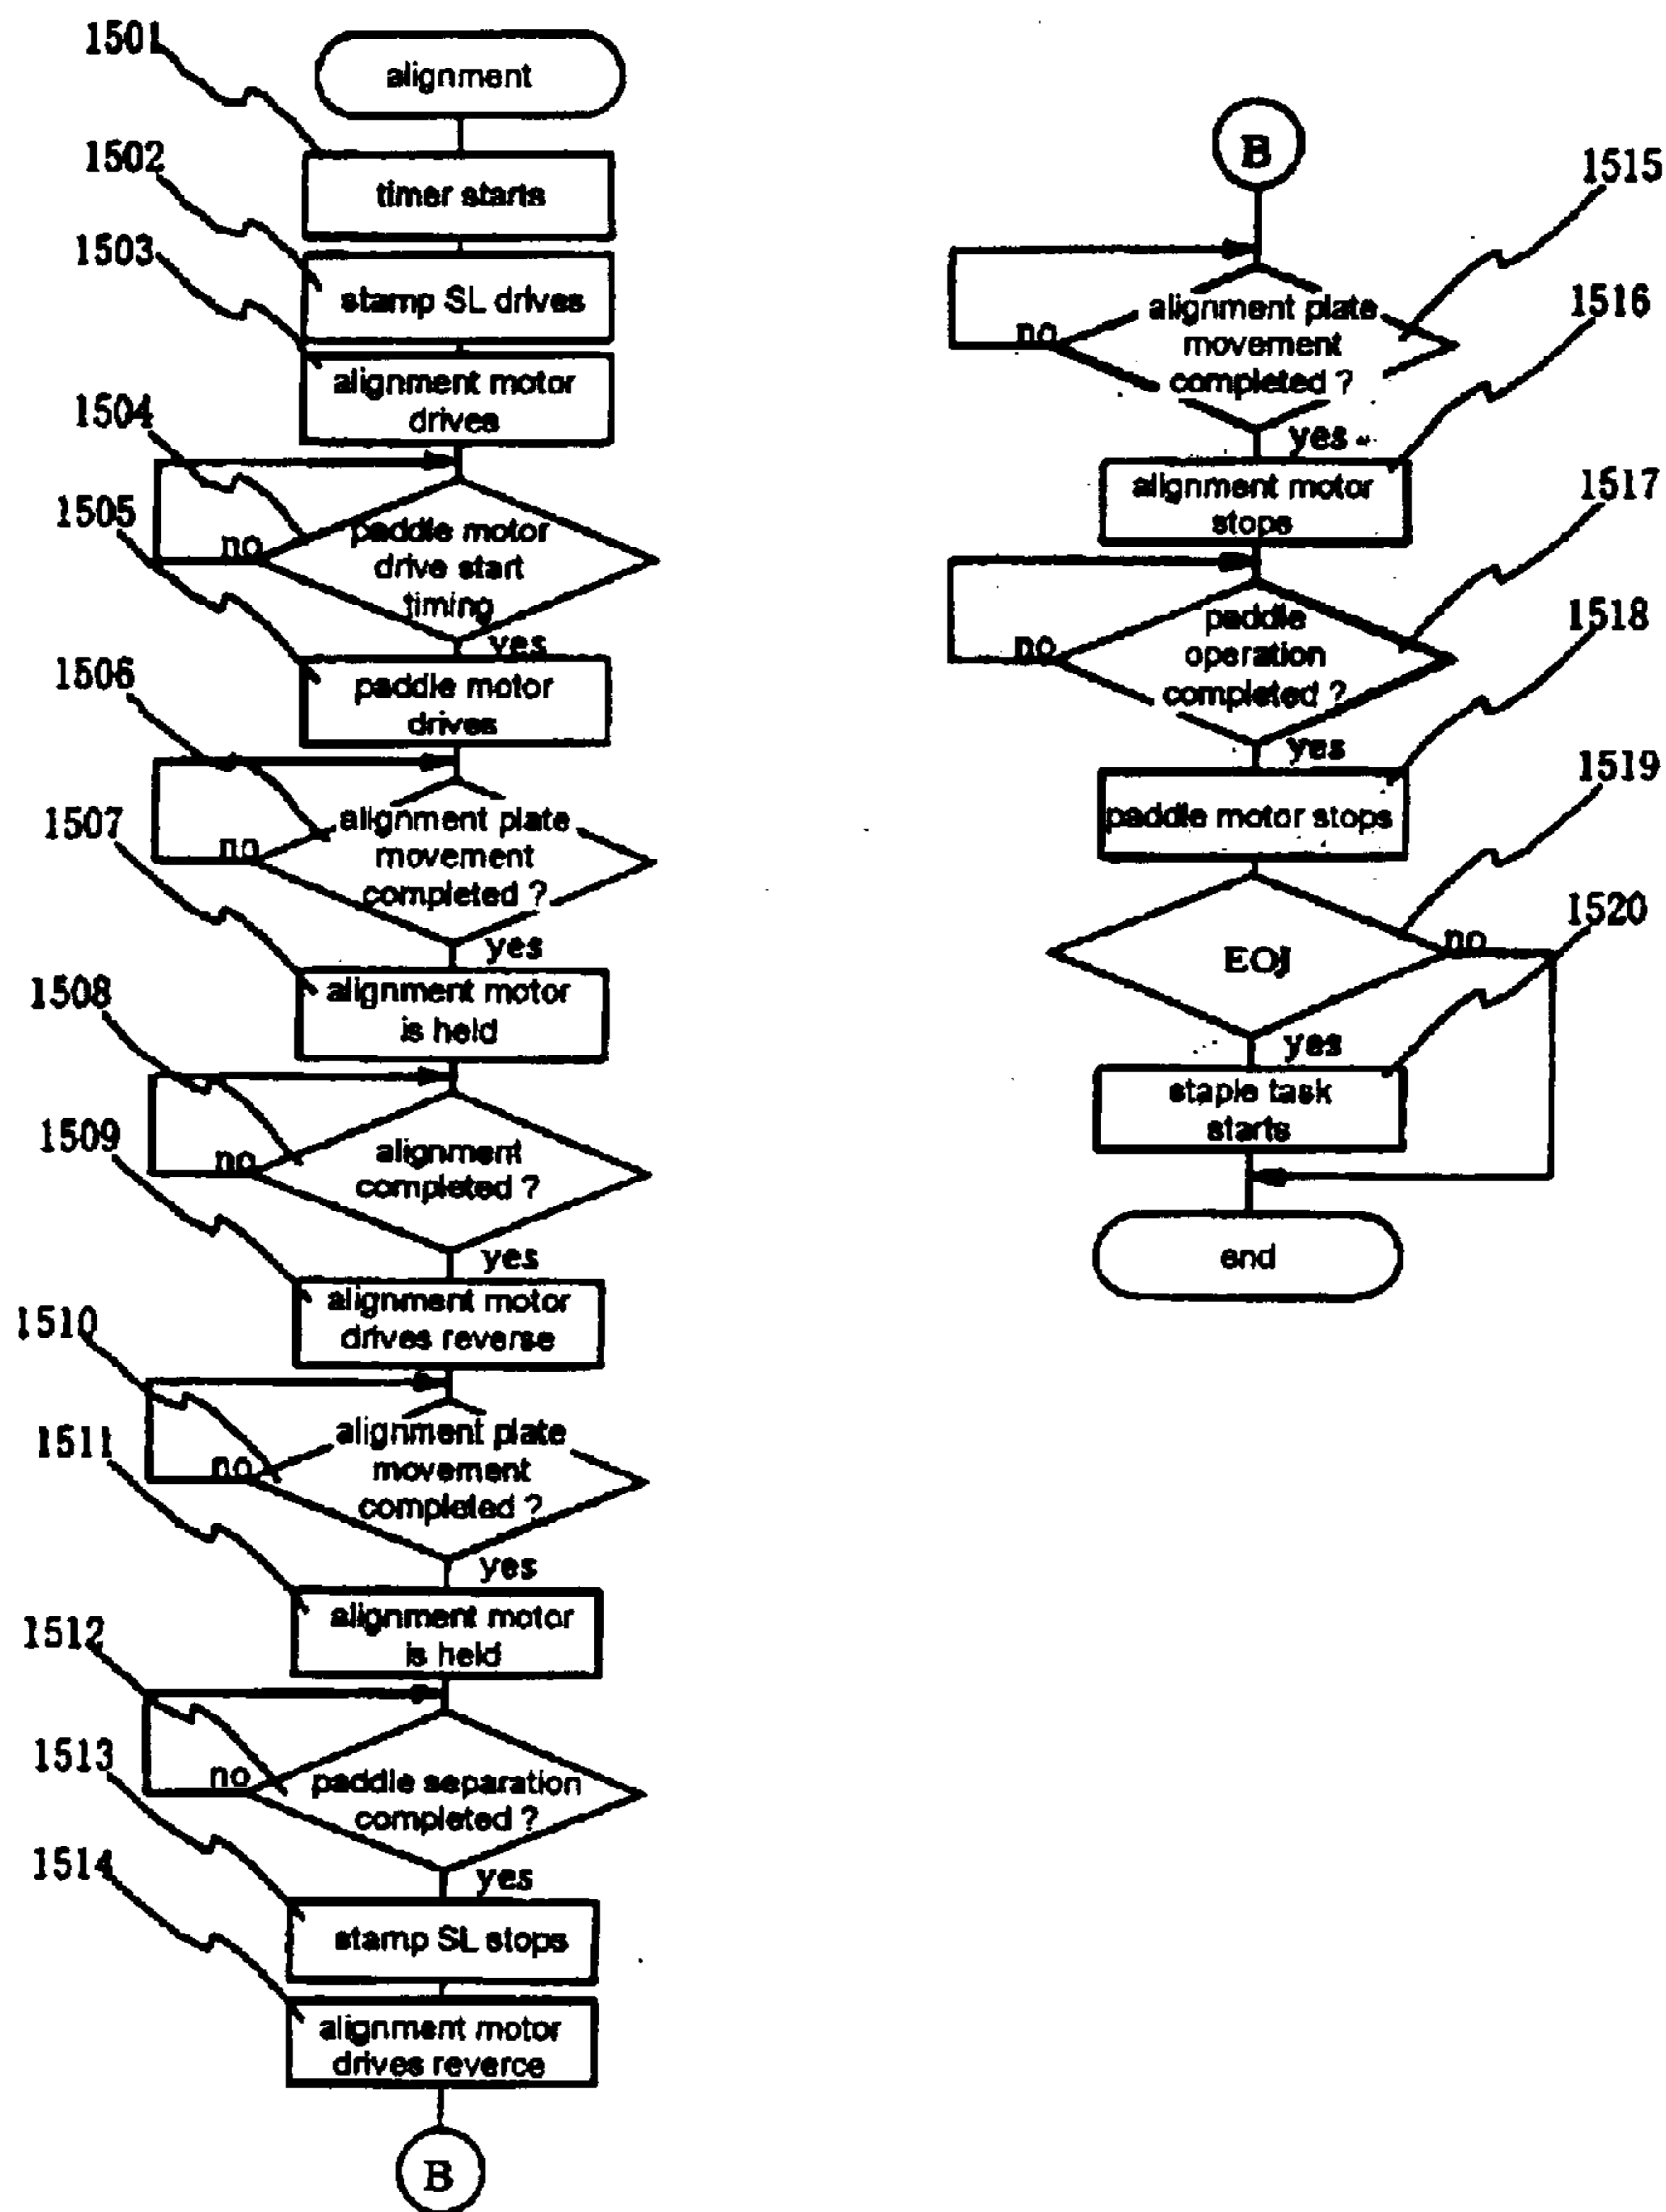 1501
alignment
1502
timer starts
1503
stamp SL drives
alignment motor
drives
1504
1505
paddle motor
drive start
timing
no
yes
1506
paddle motor
drives
1507
alignment plate
movement
completed ?
no
yes
1508
alignment motor
is held
1509
alignment
completed ?
no
yes
1510
alignment motor
drives reverse
1511
alignment plate
movement
completed ?
no
yes
1512
alignment motor
is held
1513
paddle separation
completed ?
no
yes
1514
stamp SL stops
alignment motor
drives reverce
B
B
1515
alignment plate
movement
completed ?
no
yes
1516
alignment motor
stops
1517
paddle
operation
completed ?
no
yes
1518
paddle motor stops
1519
EOJ
no
yes
1520
staple task
starts
end